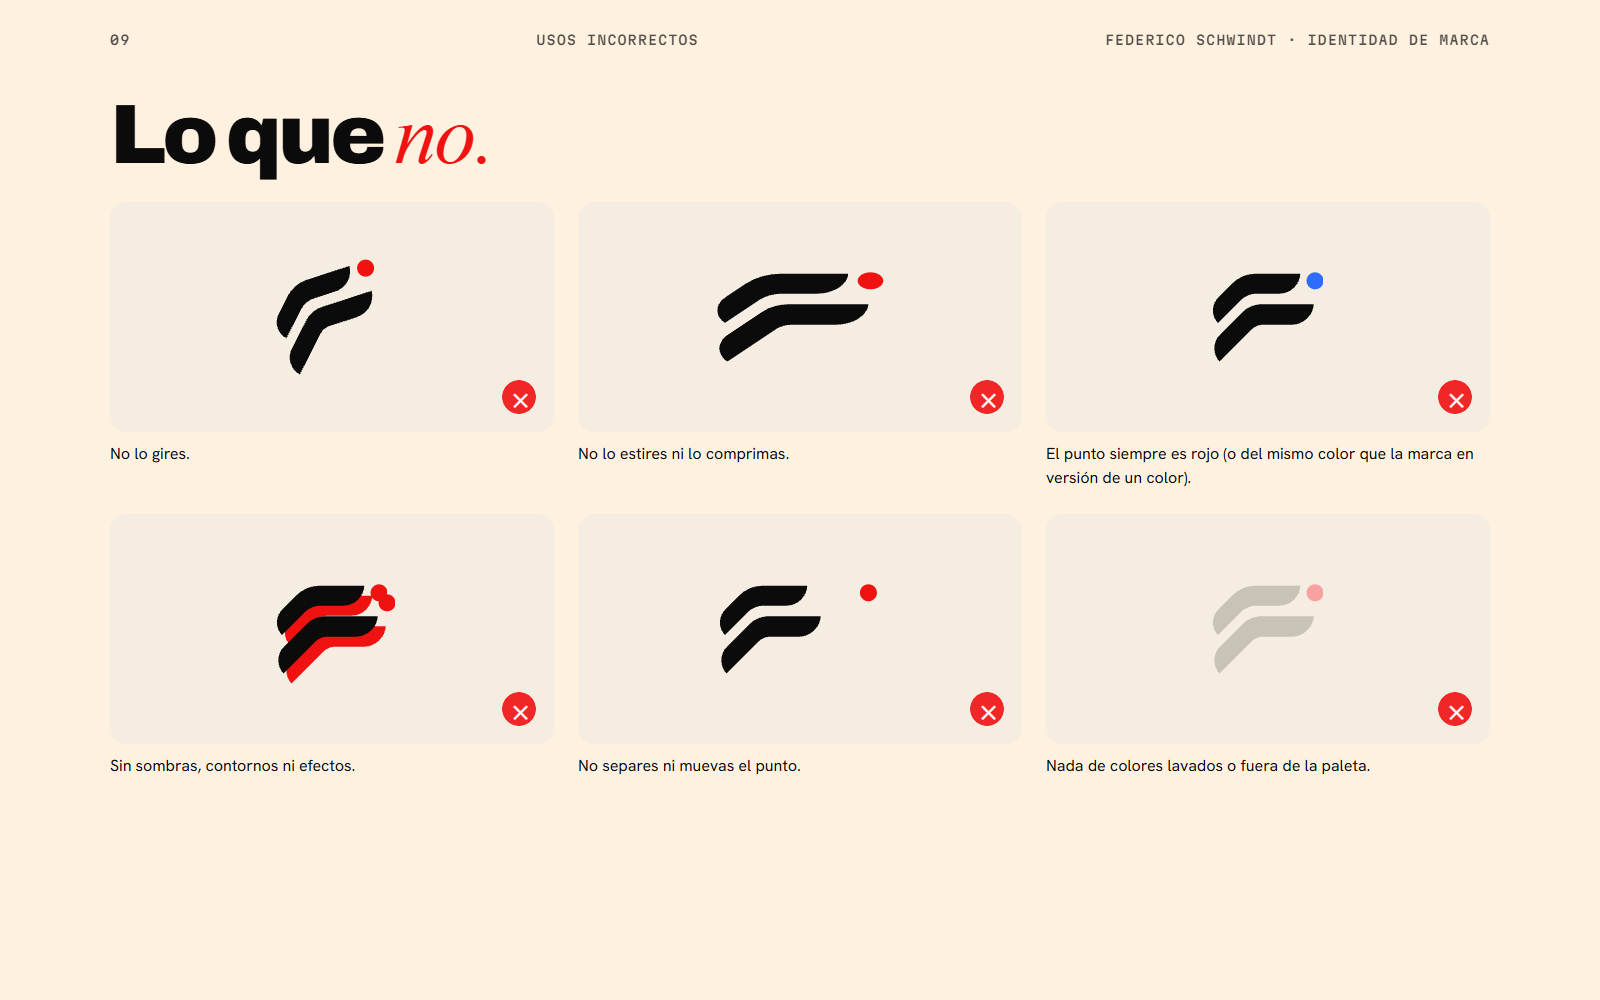 09
USOS INCORRECTOS
FEDERICO SCHWINDT · IDENTIDAD DE MARCA
Lo que no.
No lo gires.
No lo estires ni lo comprimas.
El punto siempre es rojo (o del mismo color que la marca en
versión de un color).
Sin sombras, contornos ni efectos.
No separes ni muevas el punto.
Nada de colores lavados o fuera de la paleta.